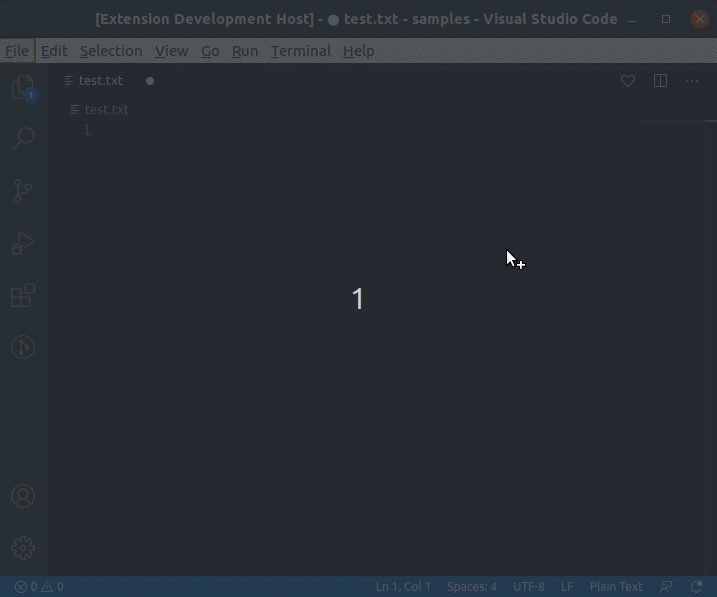 [Extension Development Host] - ● test.txt - samples - Visual Studio Code
File Edit Selection View Go Run Terminal Help
test.txt ●
1
test.txt
1
1
0 0 Ln 1, Col 1 Spaces: 4 UTF-8 LF Plain Text